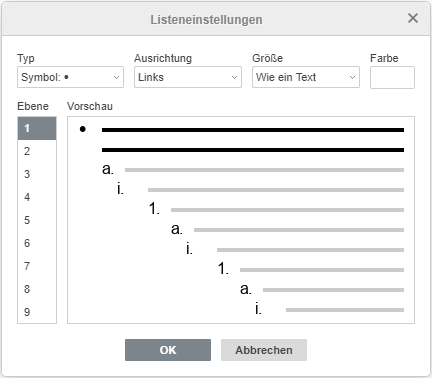 Listeneinstellungen
Typ Ausrichtung Größe Farbe
Symbol: • Links Wie ein Text
Ebene Vorschau
1
2
3
4
5
6
7
8
9
•
a.
i.
1.
a.
i.
1.
a.
i.
OK Abbrechen